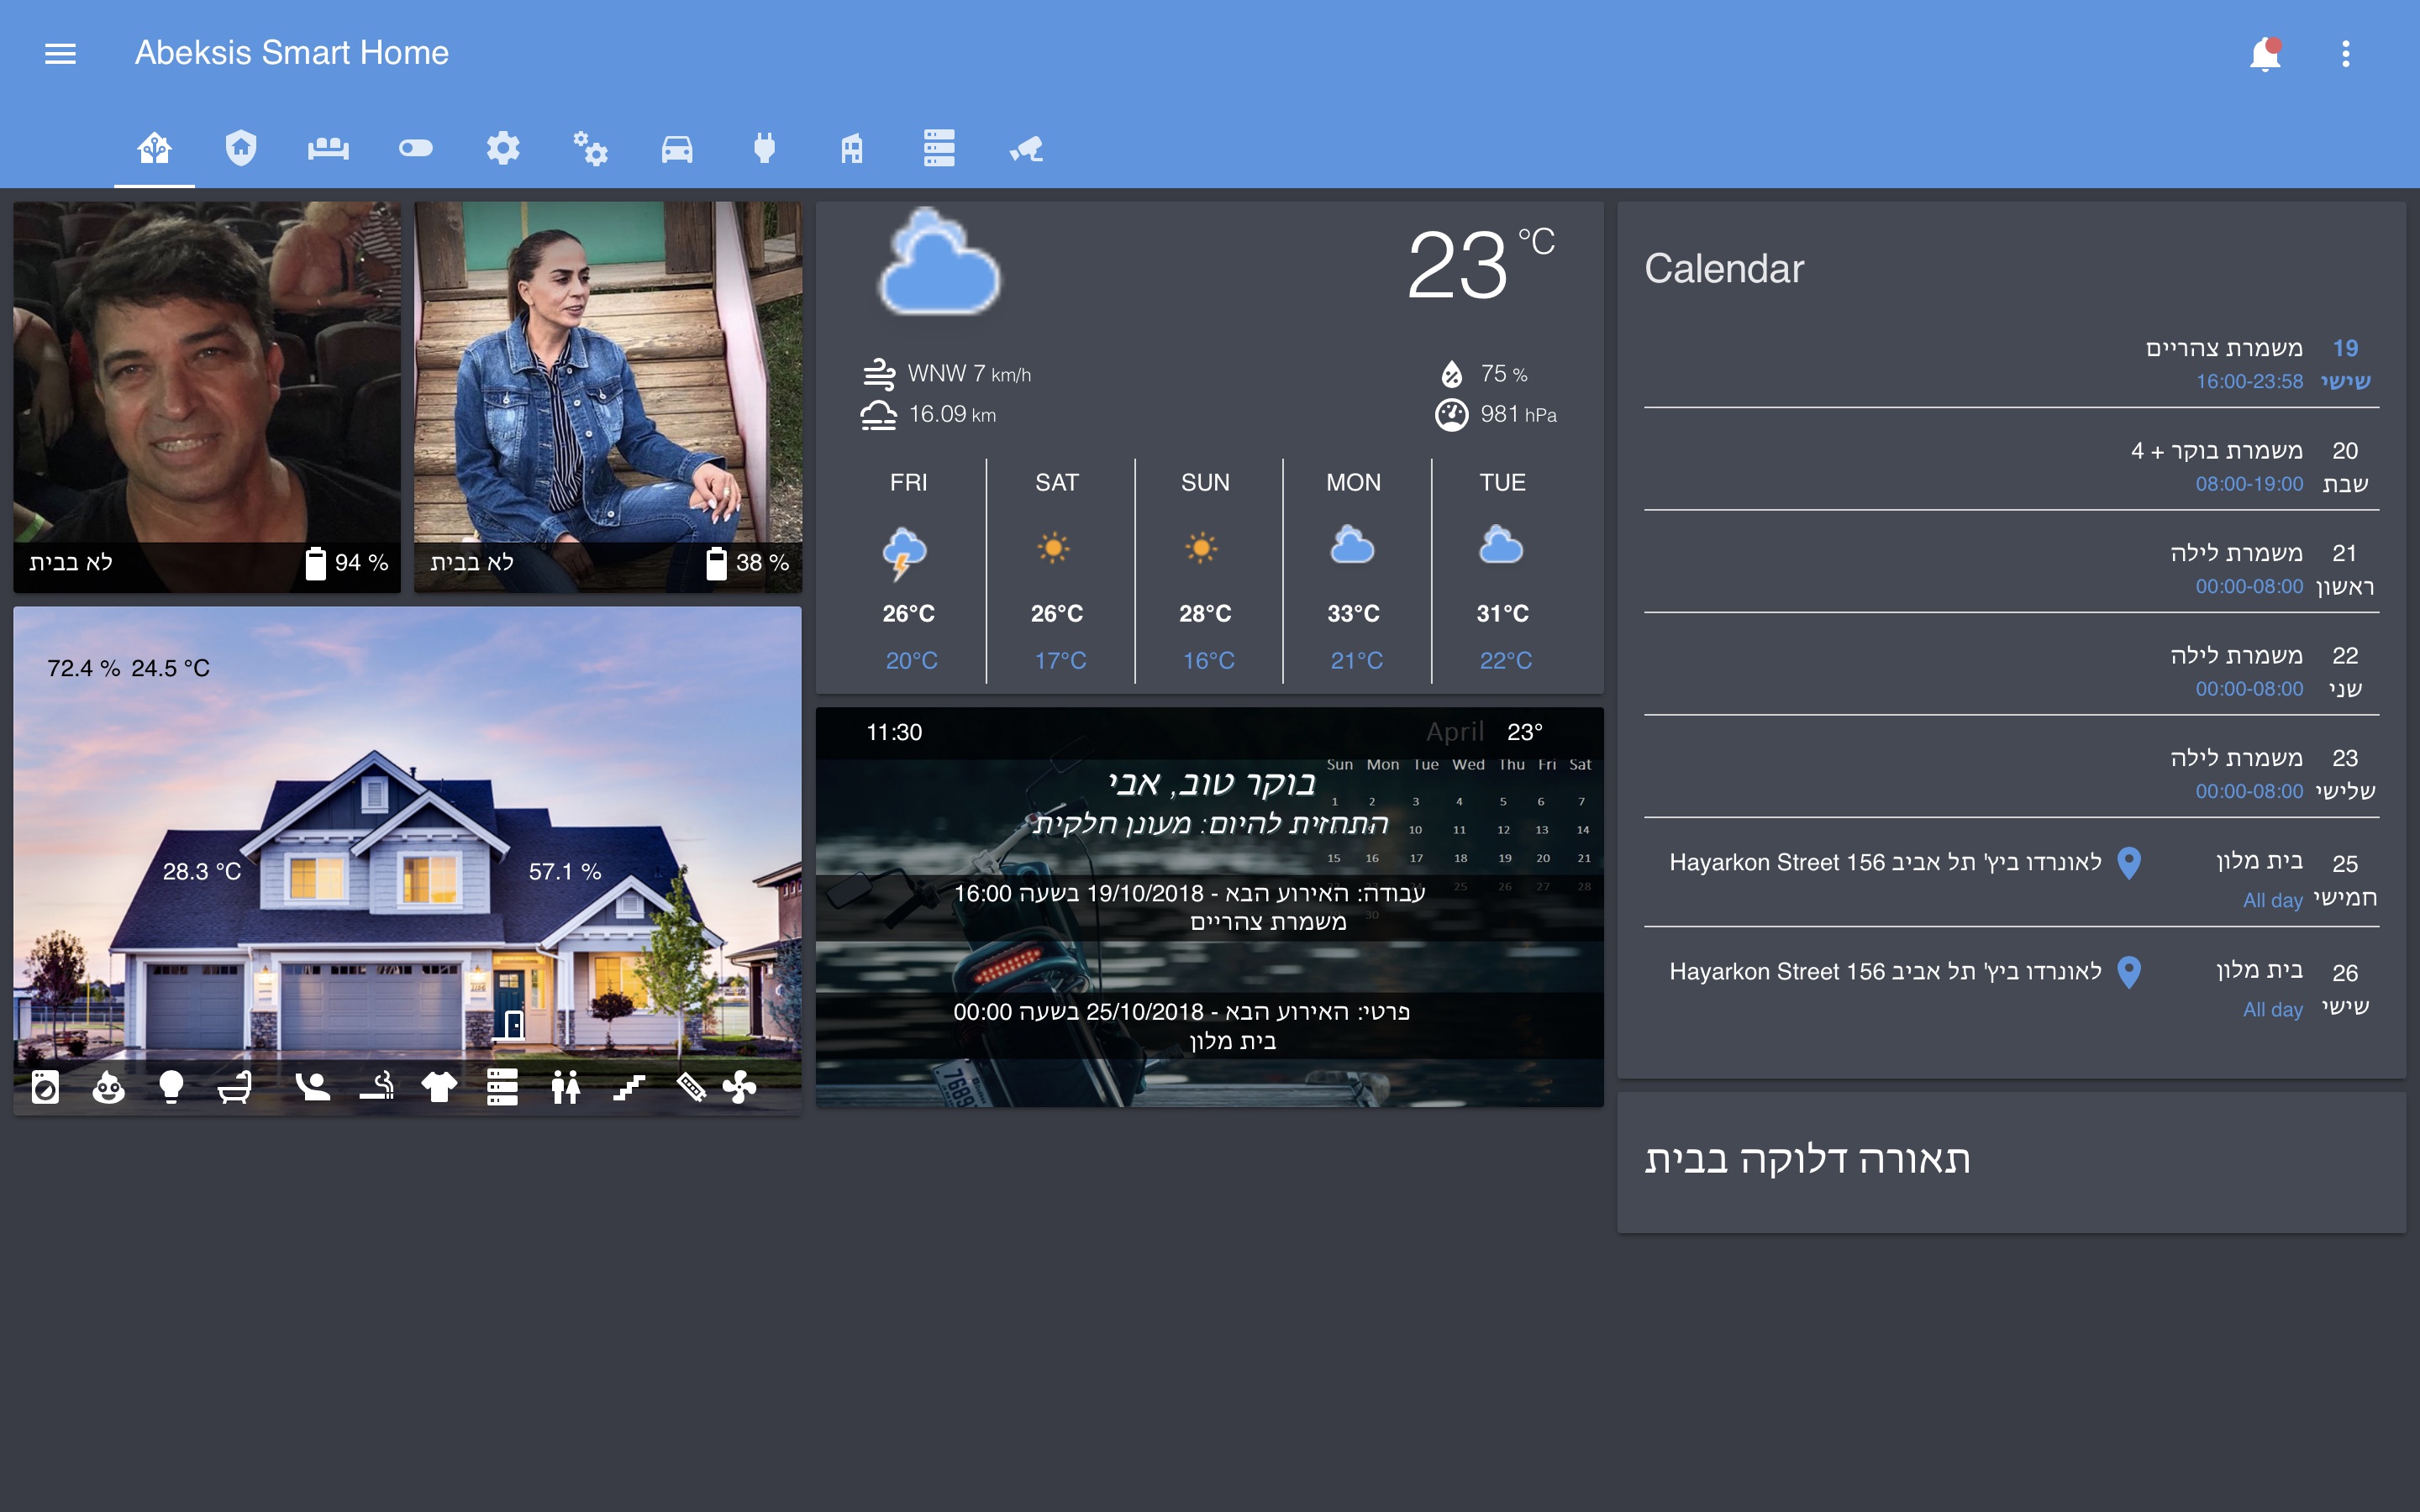 Abeksis Smart Home
לא בבית 94 %
לא בבית 38 %
72.4 % 24.5 °C
28.3 °C 57.1 %
23 °C
WNW 7 km/h 75 %
16.09 km 981 hPa
FRI SAT SUN MON TUE
26°C 26°C 28°C 33°C 31°C
20°C 17°C 16°C 21°C 22°C
11:30 April 23°
Sun Mon Tue Wed Thu Fri Sat
1 2 3 4 5 6 7
10 11 12 13 14
15 16 17 18 19 20 21
25 26 27 28
30
בוקר טוב, אבי
התחזית להיום: מעונן חלקית
עבודה: האירוע הבא - 19/10/2018 בשעה 16:00
משמרת צהריים
פרטי: האירוע הבא - 25/10/2018 בשעה 00:00
בית מלון
7689
Calendar
19 משמרת צהריים
שישי 16:00-23:58
20 משמרת בוקר + 4
שבת 08:00-19:00
21 משמרת לילה
ראשון 00:00-08:00
22 משמרת לילה
שני 00:00-08:00
23 משמרת לילה
שלישי 00:00-08:00
25 בית מלון לאונרדו ביץ' תל אביב 156 Hayarkon Street
חמישי All day
26 בית מלון לאונרדו ביץ' תל אביב 156 Hayarkon Street
שישי All day
תאורה דלוקה בבית